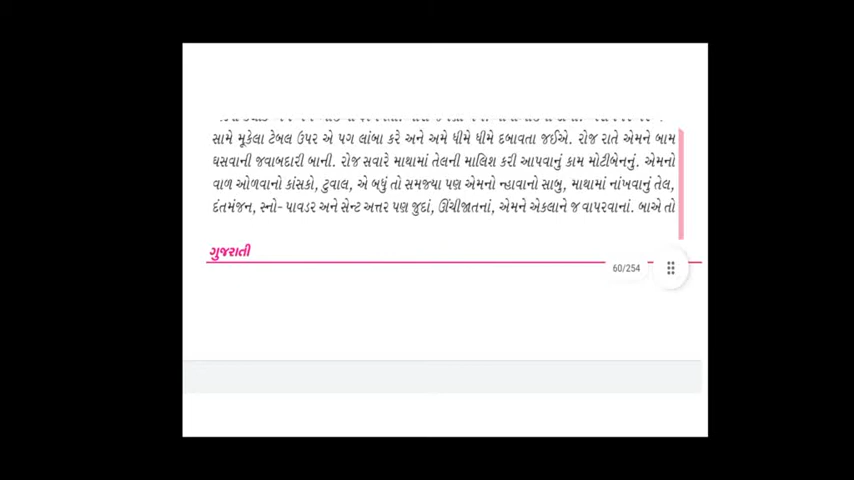 સામે મૂકેલા ટેબલ ઉપર એ પગ લાંબા કરે અને અમે ધીમે ધીમે દબાવતા જઈએ. રોજ રાતે એમને બામ
ઘસવાની જવાબદારી બાની. રોજ સવારે માથામાં તેલની માલિશ કરી આપવાનું કામ મોટીબેનનું. એમનો
વાળ ઓળવાનો કાંસકો, ટુવાલ, એ બધું તો સમજ્યા પણ એમનો ન્હાવાનો સાબુ, માથામાં નાંખવાનું તેલ,
દંતમંજન, સ્નો- પાવડર અને સેન્ટ અત્તર પણ જુદાં, ઊંચીજાતનાં, એમને એકલાને જ વાપરવાનાં. બાએ તો
ગુજરાતી
60/254